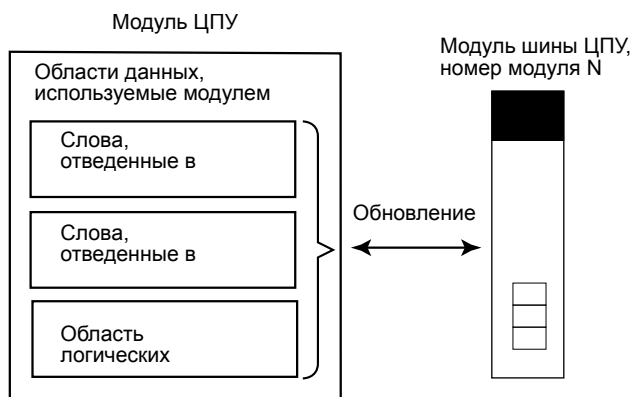 Модуль ЦПУ
Модуль шины ЦПУ,
номер модуля N
Области данных,
используемые модулем
Слова,
отведенные в
Слова,
отведенные в
Обновление
Область
логических